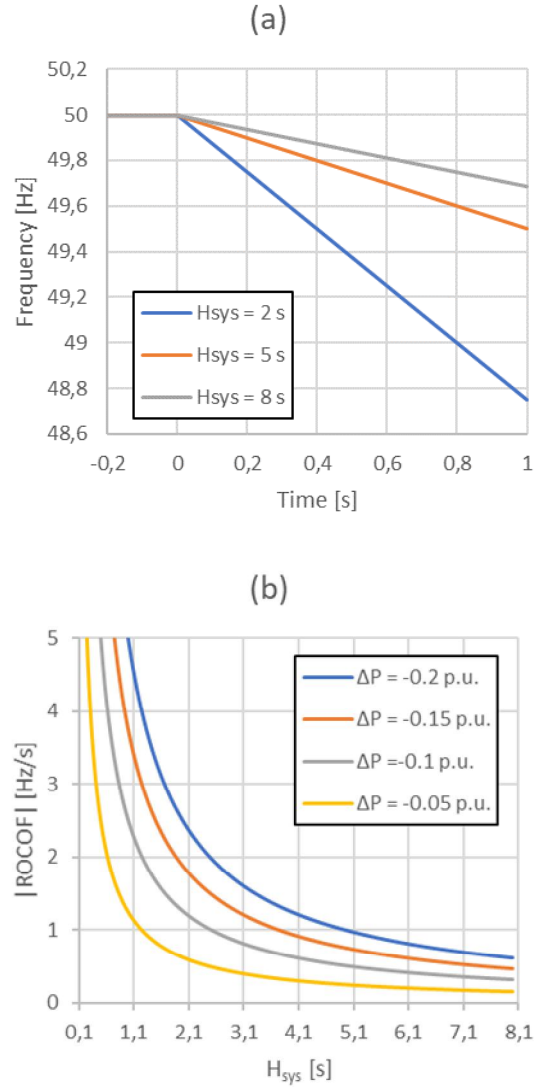 (a)
50,2
50
49,8
49,6
49,4
49,2
49
48,8
48,6
Frequency [Hz]
Hsys = 2 s
Hsys = 5 s
Hsys = 8 s
-0,2 0 0,2 0,4 0,6 0,8 1
Time [s]
(b)
5
4
3
2
1
0
|ROCOF| [Hz/s]
ΔP = -0.2 p.u.
ΔP = -0.15 p.u.
ΔP =-0.1 p.u.
ΔP = -0.05 p.u.
0,1 1,1 2,1 3,1 4,1 5,1 6,1 7,1 8,1
Hsys [s]